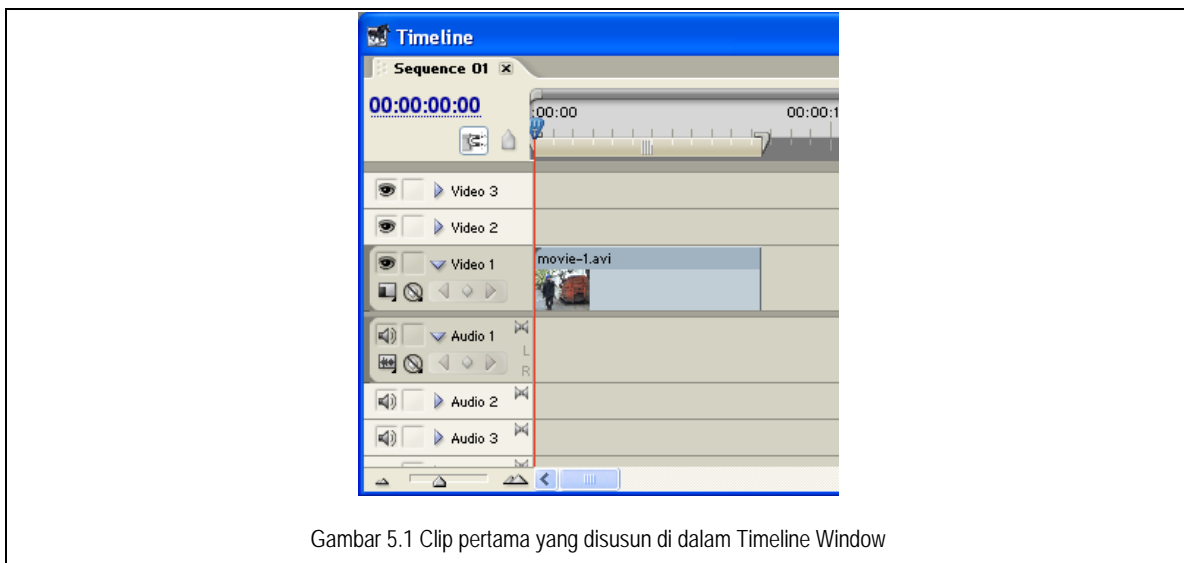 Timeline
Sequence 01
00:00:00:00
:00:00 00:00:1
Video 3
Video 2
Video 1
movie-1.avi
Audio 1
L
R
Audio 2
Audio 3
Gambar 5.1 Clip pertama yang disusun di dalam Timeline Window